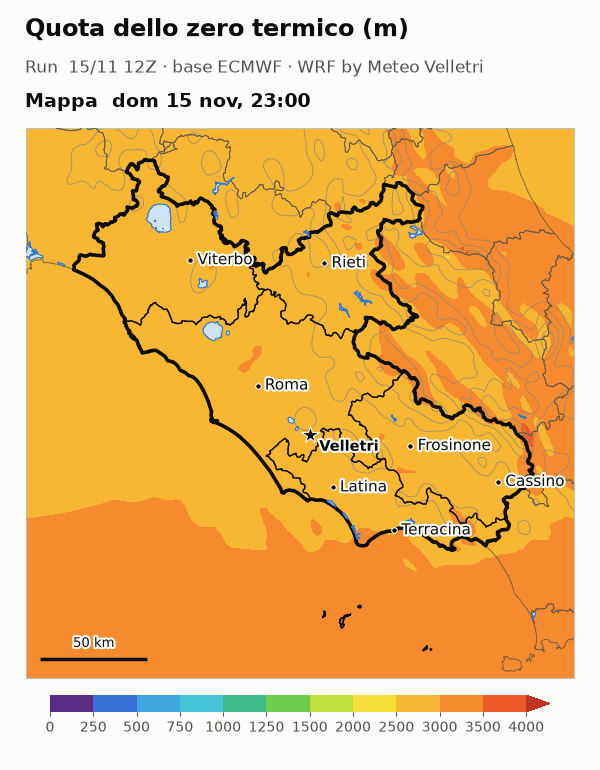 Quota dello zero termico (m)
Run  15/11 12Z · base ECMWF · WRF by Meteo Velletri
Mappa  dom 15 nov, 23:00
Viterbo
Rieti
Roma
Velletri
Frosinone
Cassino
Latina
Terracina
50 km
0 250 500 750 1000 1250 1500 2000 2500 3000 3500 4000